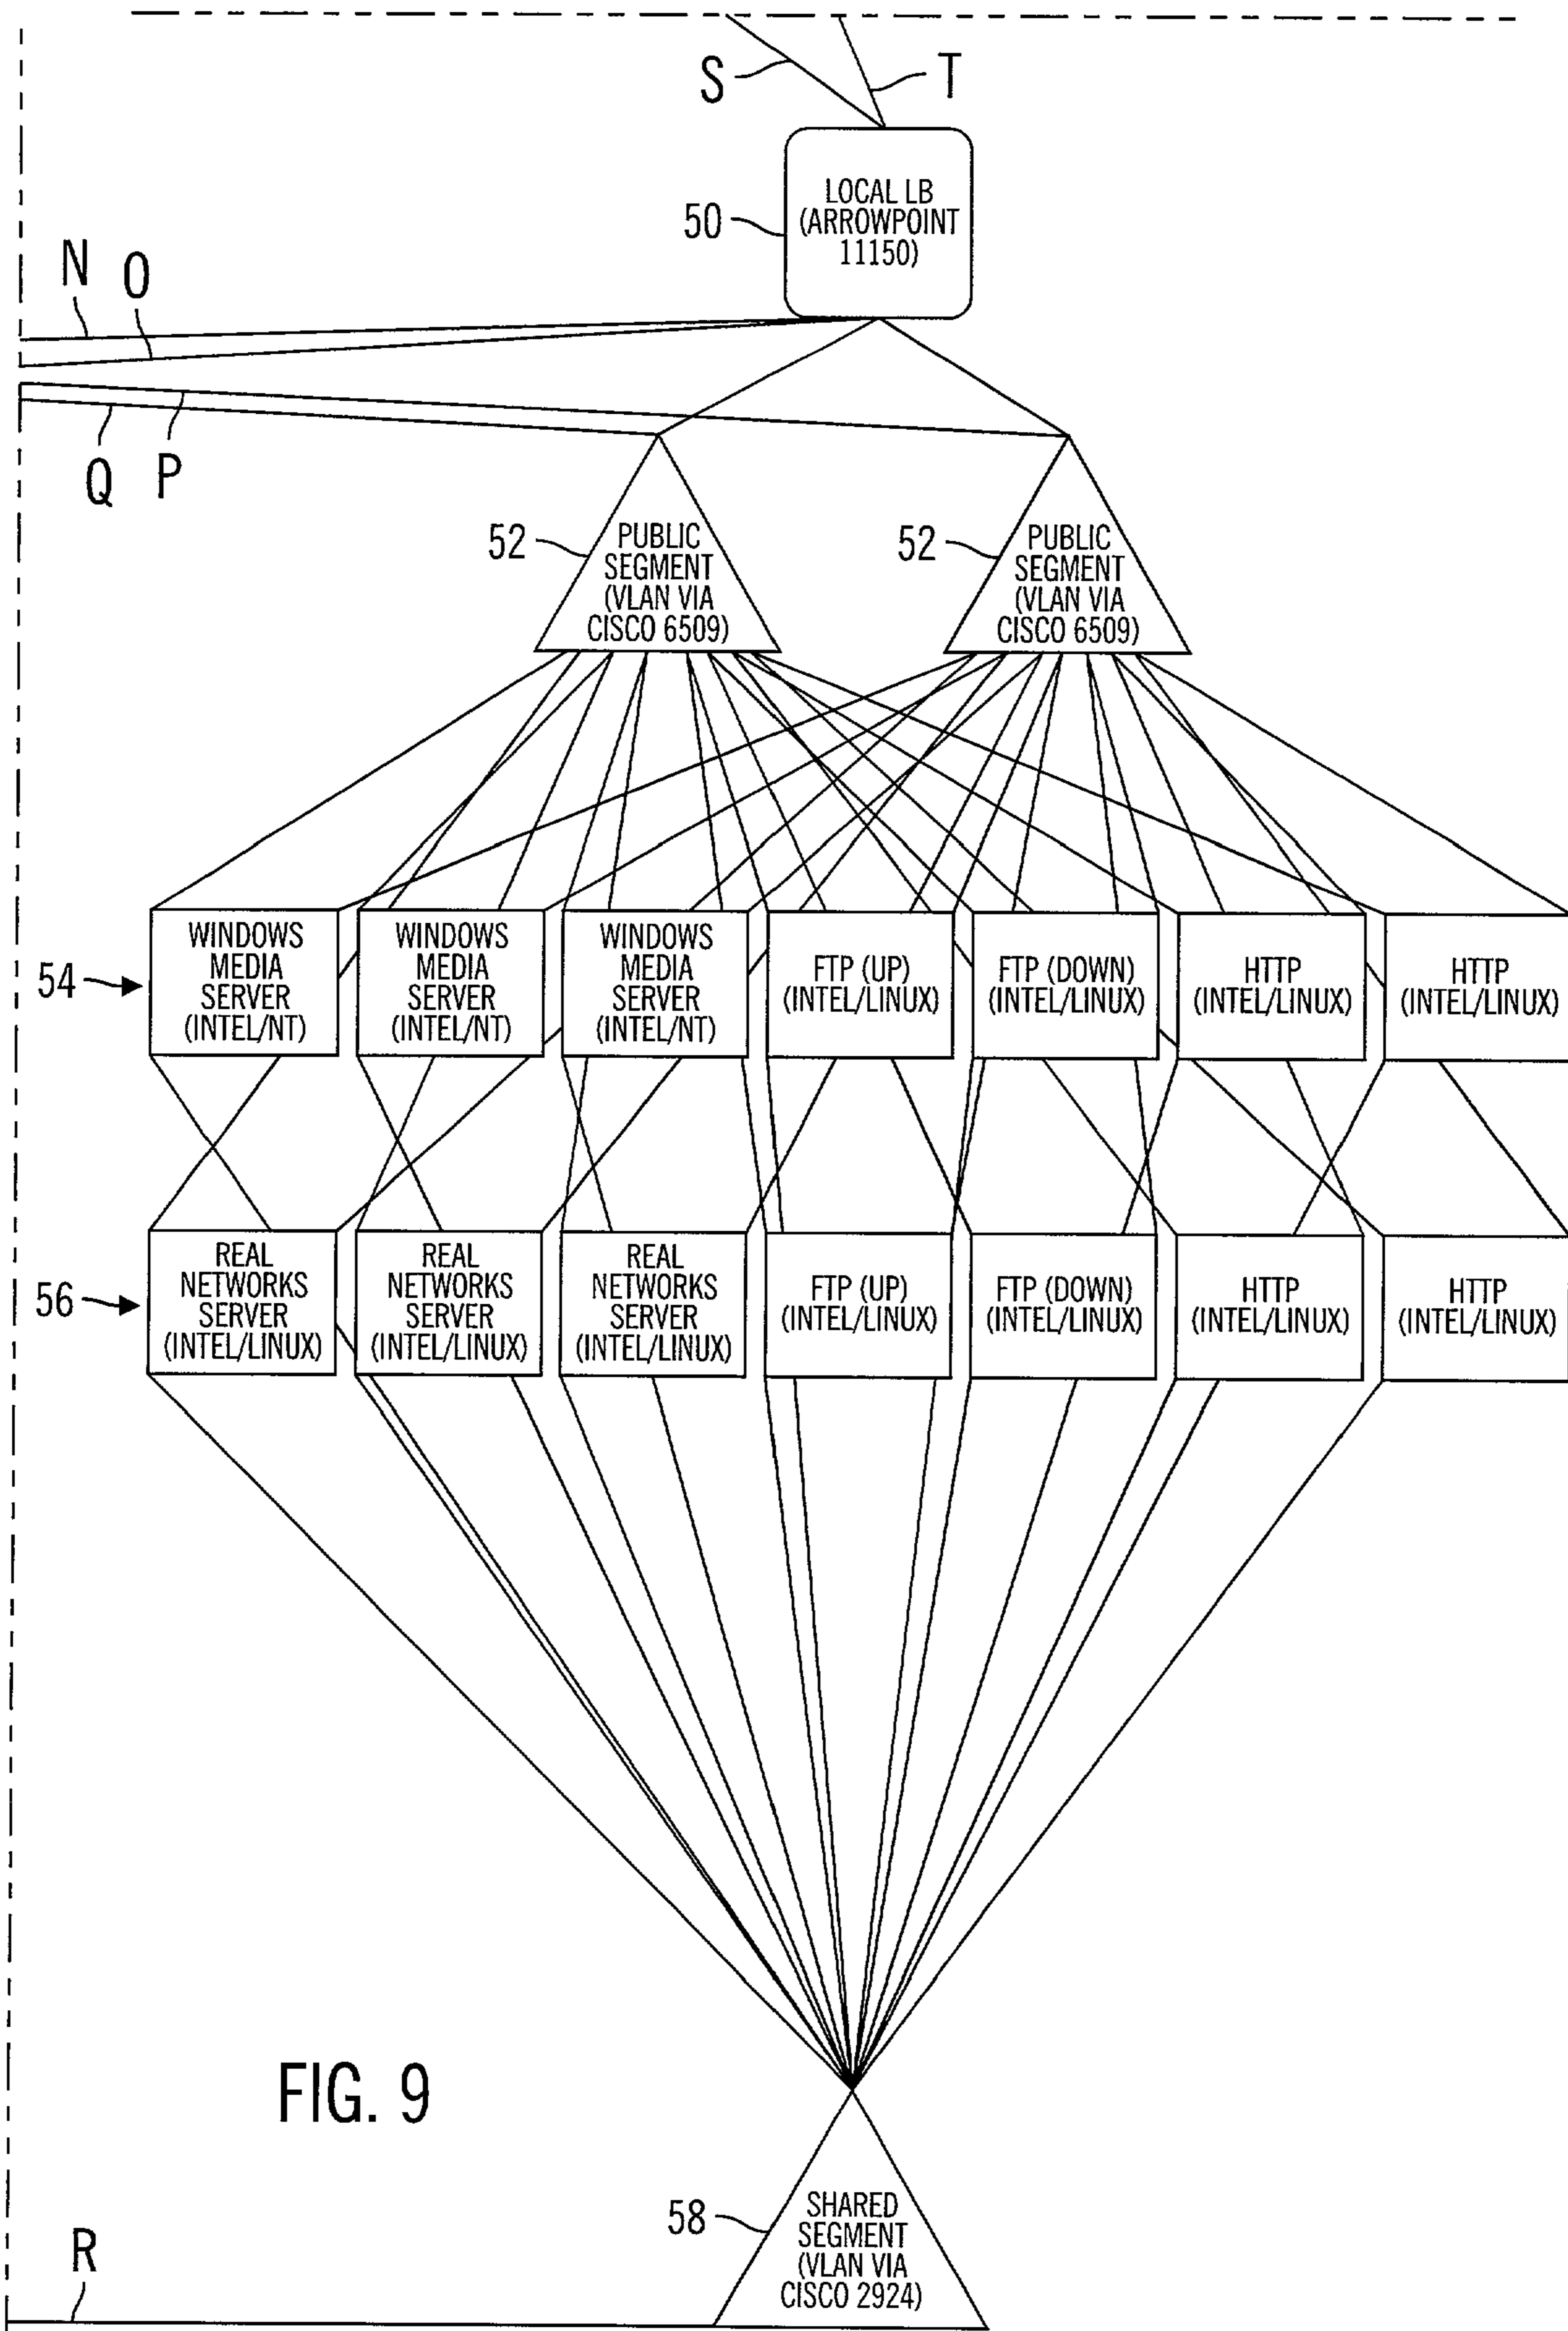 S
T
50
LOCAL LB
(ARROWPOINT
11150)
N
O
Q
P
52
PUBLIC
SEGMENT
(VLAN VIA
CISCO 6509)
52
PUBLIC
SEGMENT
(VLAN VIA
CISCO 6509)
54
WINDOWS
MEDIA
SERVER
(INTEL/NT)
WINDOWS
MEDIA
SERVER
(INTEL/NT)
WINDOWS
MEDIA
SERVER
(INTEL/NT)
FTP (UP)
(INTEL/LINUX)
FTP (DOWN)
(INTEL/LINUX)
HTTP
(INTEL/LINUX)
HTTP
(INTEL/LINUX)
56
REAL
NETWORKS
SERVER
(INTEL/LINUX)
REAL
NETWORKS
SERVER
(INTEL/LINUX)
REAL
NETWORKS
SERVER
(INTEL/LINUX)
FTP (UP)
(INTEL/LINUX)
FTP (DOWN)
(INTEL/LINUX)
HTTP
(INTEL/LINUX)
HTTP
(INTEL/LINUX)
FIG. 9
58
SHARED
SEGMENT
(VLAN VIA
CISCO 2924)
R